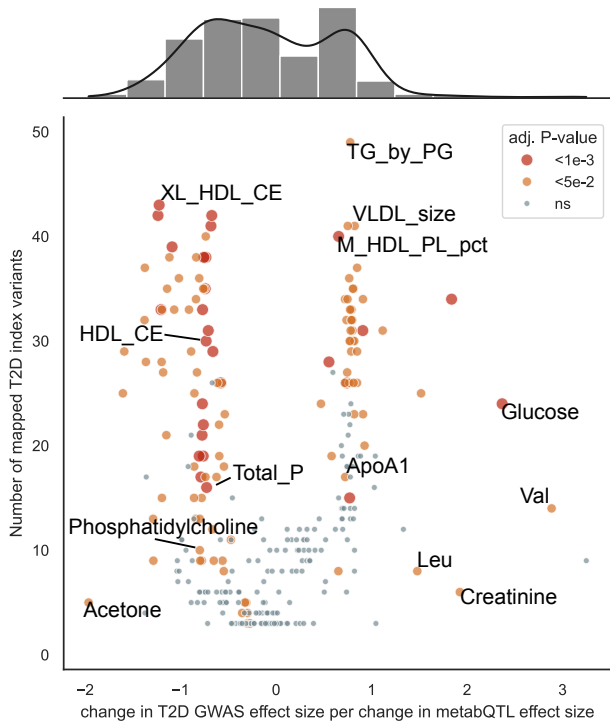 50
TG_by_PG
adj. P-value
<1e-3
<5e-2
ns
XL_HDL_CE
VLDL_size
40
M_HDL_PL_pct
Number of mapped T2D index variants
HDL_CE
30
Glucose
20
Total_P
ApoA1
Val
Phosphatidylcholine
10
Leu
Creatinine
Acetone
0
−2 −1 0 1 2 3
change in T2D GWAS effect size per change in metabQTL effect size